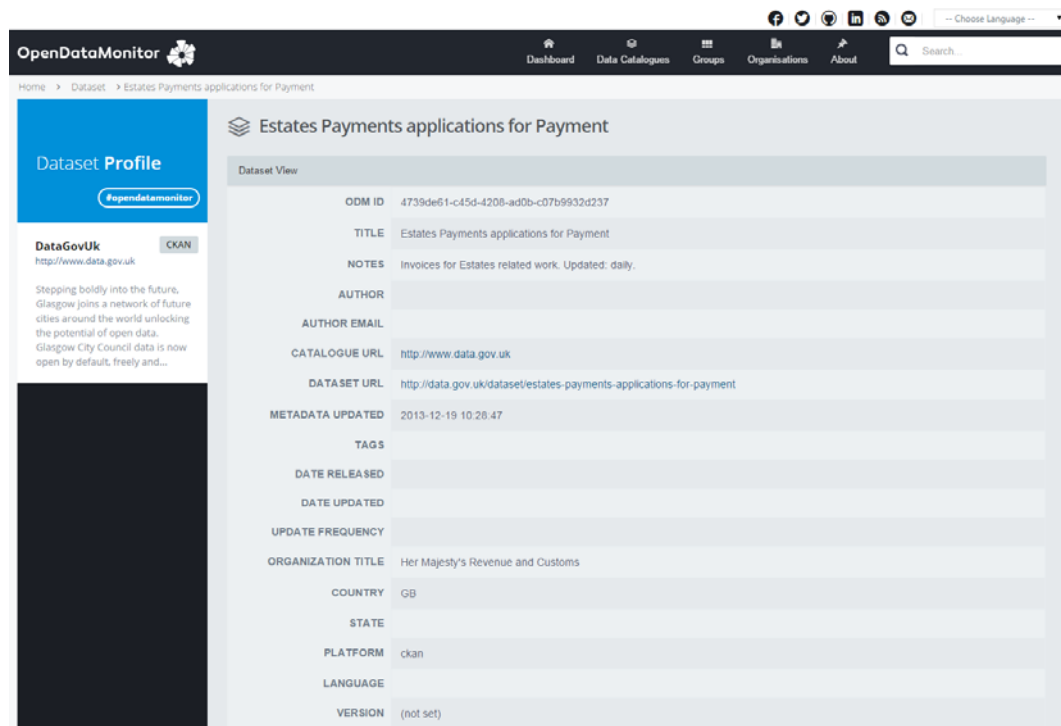 -- Choose Language --
OpenDataMonitor
Dashboard
Data Catalogues
Groups
Organisations
About
Search...
Home > Dataset > Estates Payments applications for Payment
Dataset Profile
#opendatamonitor
DataGovUk
CKAN
http://www.data.gov.uk
Stepping boldly into the future,
Glasgow joins a network of future
cities around the world unlocking
the potential of open data.
Glasgow City Council data is now
open by default, freely and...
Estates Payments applications for Payment
Dataset View
ODM ID 4739de61-c45d-4208-ad0b-c07b9932d237
TITLE Estates Payments applications for Payment
NOTES Invoices for Estates related work. Updated: daily.
AUTHOR
AUTHOR EMAIL
CATALOGUE URL http://www.data.gov.uk
DATASET URL http://data.gov.uk/dataset/estates-payments-applications-for-payment
METADATA UPDATED 2013-12-19 10:28:47
TAGS
DATE RELEASED
DATE UPDATED
UPDATE FREQUENCY
ORGANIZATION TITLE Her Majesty's Revenue and Customs
COUNTRY GB
STATE
PLATFORM ckan
LANGUAGE
VERSION (not set)